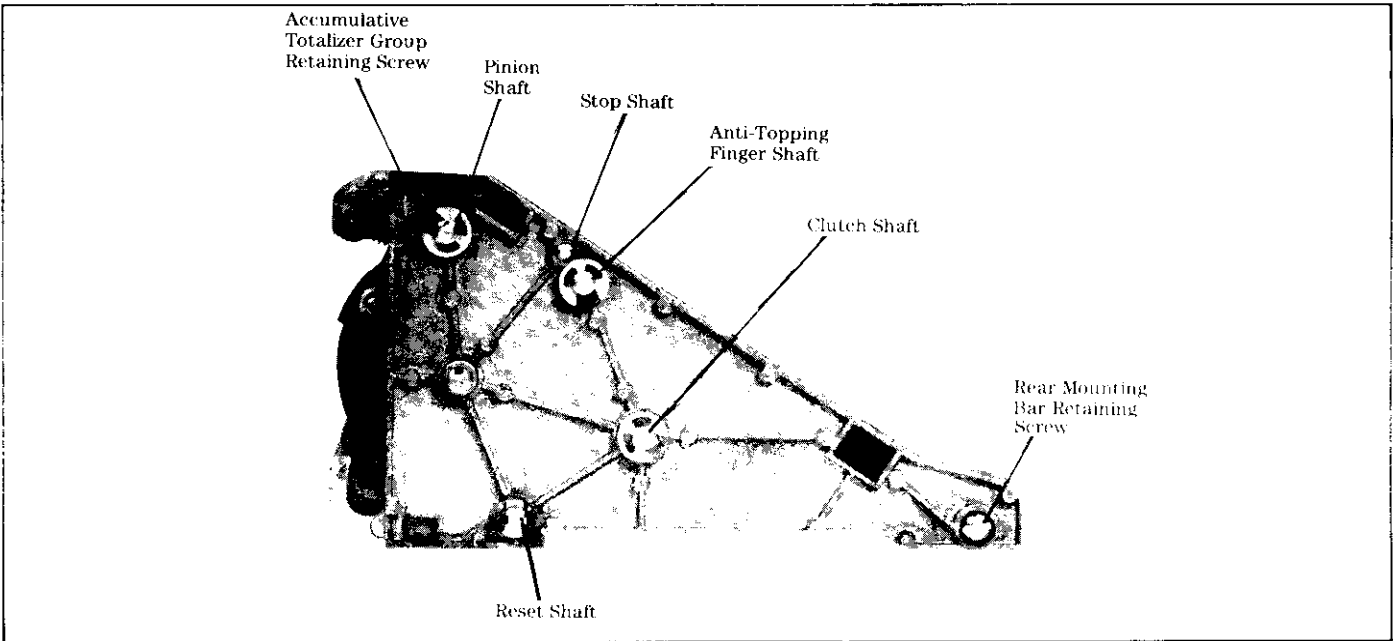 Accumulative
Totalizer Group
Retaining Screw
Pinion
Shaft
Stop Shaft
Anti-Topping
Finger Shaft
Clutch Shaft
Rear Mounting
Bar Retaining
Screw
Reset Shaft